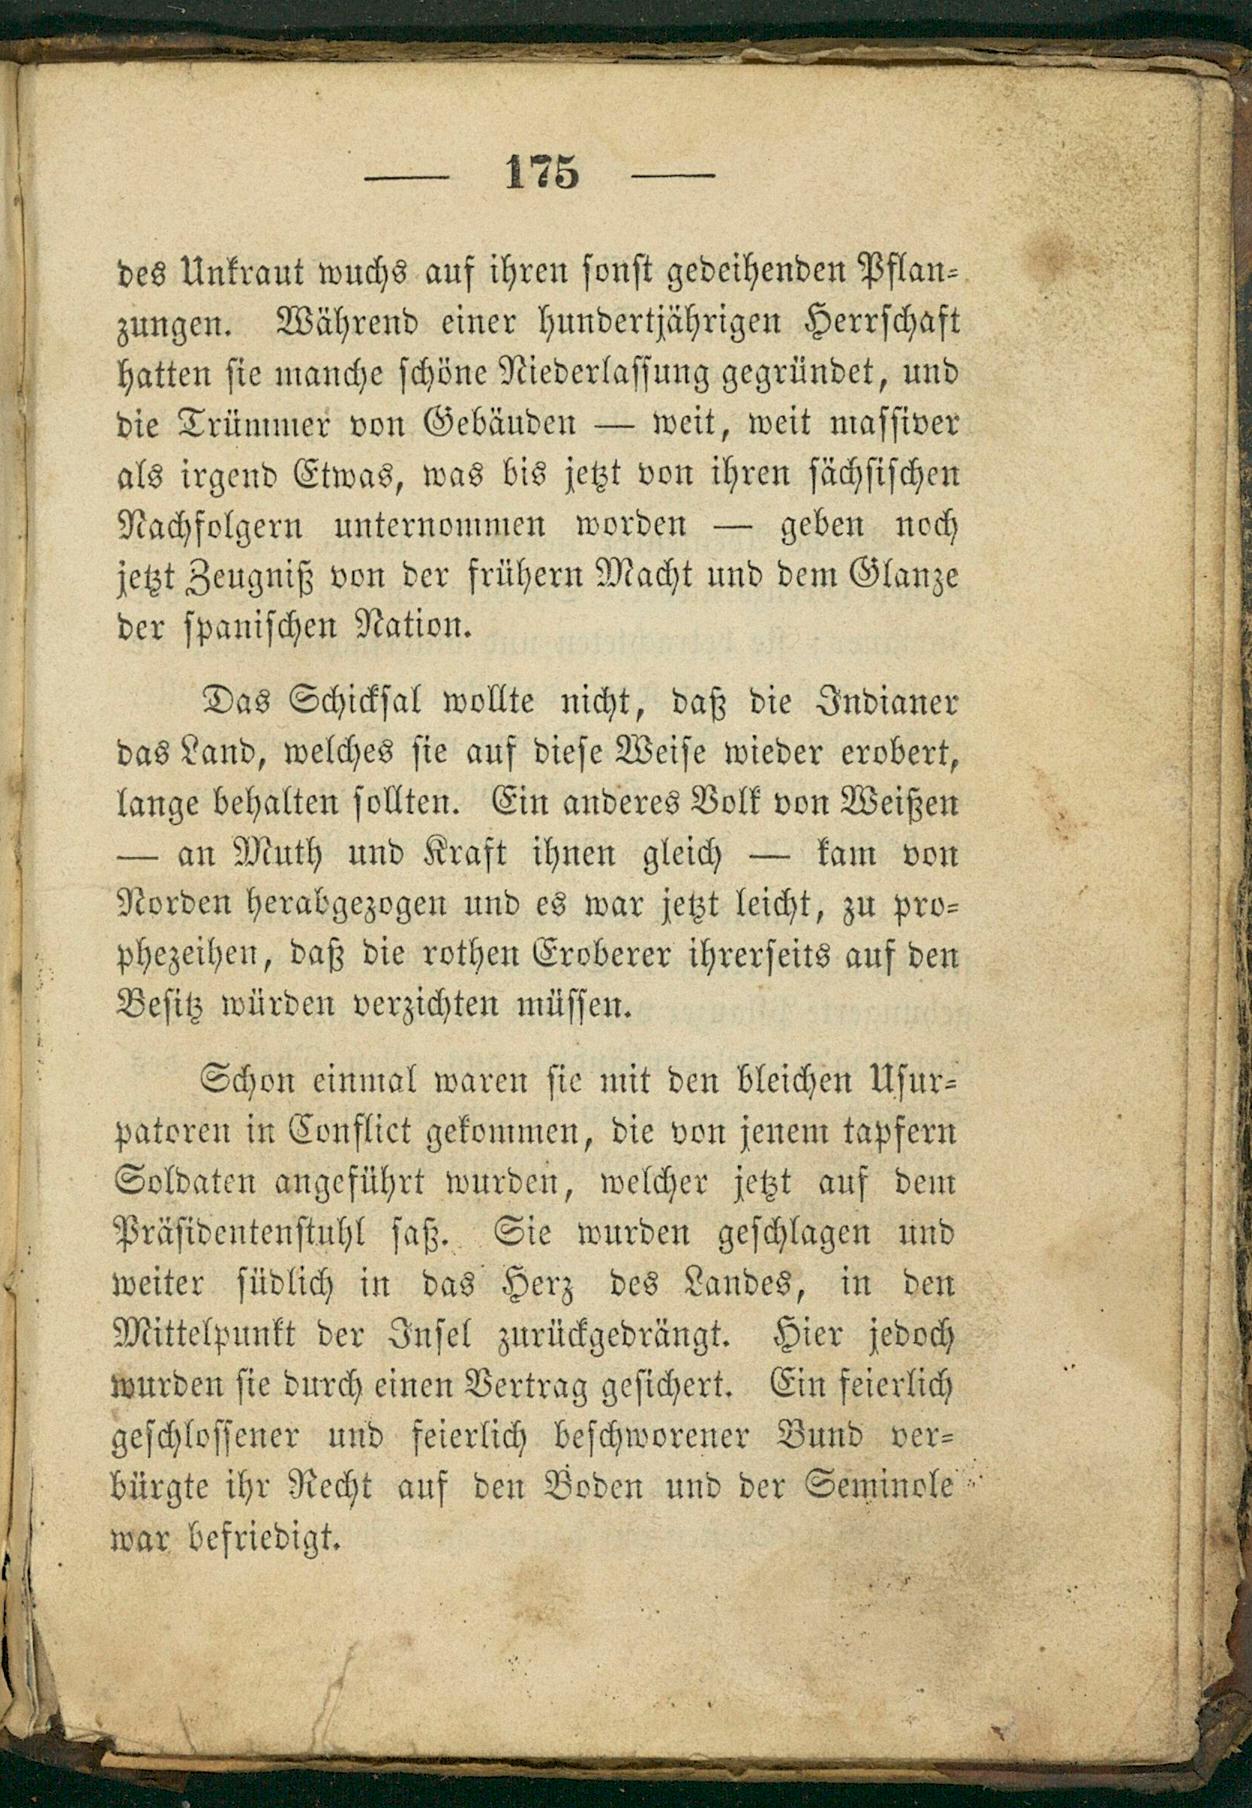 — 175 —
des Unkraut wuchs auf ihren sonst gedeihenden Pflan-
zungen. Während einer hundertjährigen Herrschaft
hatten sie manche schöne Niederlassung gegründet, und
die Trümmer von Gebäuden — weit, weit massiver
als irgend Etwas, was bis jetzt von ihren sächsischen
Nachfolgern unternommen worden — geben noch
jetzt Zeugniß von der frühern Macht und dem Glanze
der spanischen Nation.
Das Schicksal wollte nicht, daß die Indianer
das Land, welches sie auf diese Weise wieder erobert,
lange behalten sollten. Ein anderes Volk von Weißen
— an Muth und Kraft ihnen gleich — kam von
Norden herabgezogen und es war jetzt leicht, zu pro-
phezeihen, daß die rothen Eroberer ihrerseits auf den
Besitz würden verzichten müssen.
Schon einmal waren sie mit den bleichen Usur-
patoren in Conflict gekommen, die von jenem tapfern
Soldaten angeführt wurden, welcher jetzt auf dem
Präsidentenstuhl saß. Sie wurden geschlagen und
weiter südlich in das Herz des Landes, in den
Mittelpunkt der Insel zurückgedrängt. Hier jedoch
wurden sie durch einen Vertrag gesichert. Ein feierlich
geschlossener und feierlich beschworener Bund ver-
bürgte ihr Recht auf den Boden und der Seminole
war befriedigt.